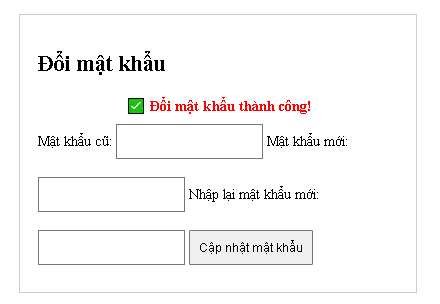 Đổi mật khẩu
✅ Đổi mật khẩu thành công!
Mật khẩu cũ: Mật khẩu mới:
Nhập lại mật khẩu mới:
Cập nhật mật khẩu